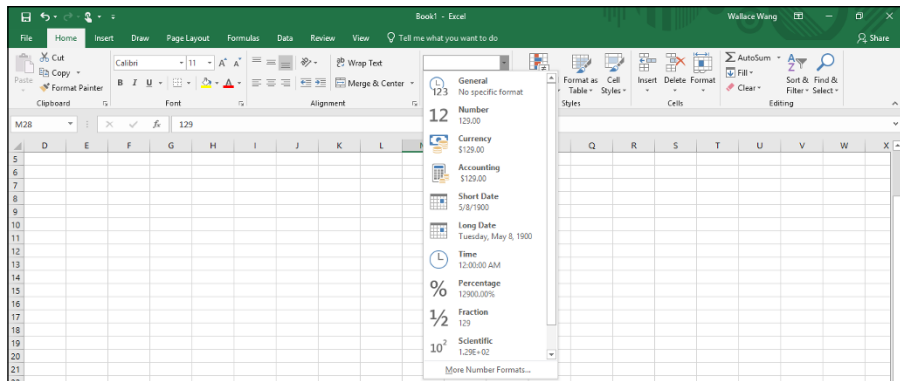 Book1 - Excel
Wallace Wang
File Home Insert Draw Page Layout Formulas Data Review View Tell me what you want to do
Share
Paste
Cut
Copy
Format Painter
Clipboard
Calibri 11
B I U
Font
Wrap Text
Merge & Center
Alignment
Format as Table
Cell Styles
Styles
Insert Delete Format
Cells
AutoSum
Fill
Clear
Sort & Filter
Find & Select
Editing
M28 fx 129
D E F G H I J K L Q R S T U V W X
123 General
No specific format
12 Number
129.00
Currency
$129.00
Accounting
$129.00
Short Date
5/8/1900
Long Date
Tuesday, May 8, 1900
Time
12:00:00 AM
% Percentage
12900.00%
½ Fraction
129
10² Scientific
1.29E+02
More Number Formats...
5
6
7
8
9
10
11
12
13
14
15
16
17
18
19
20
21